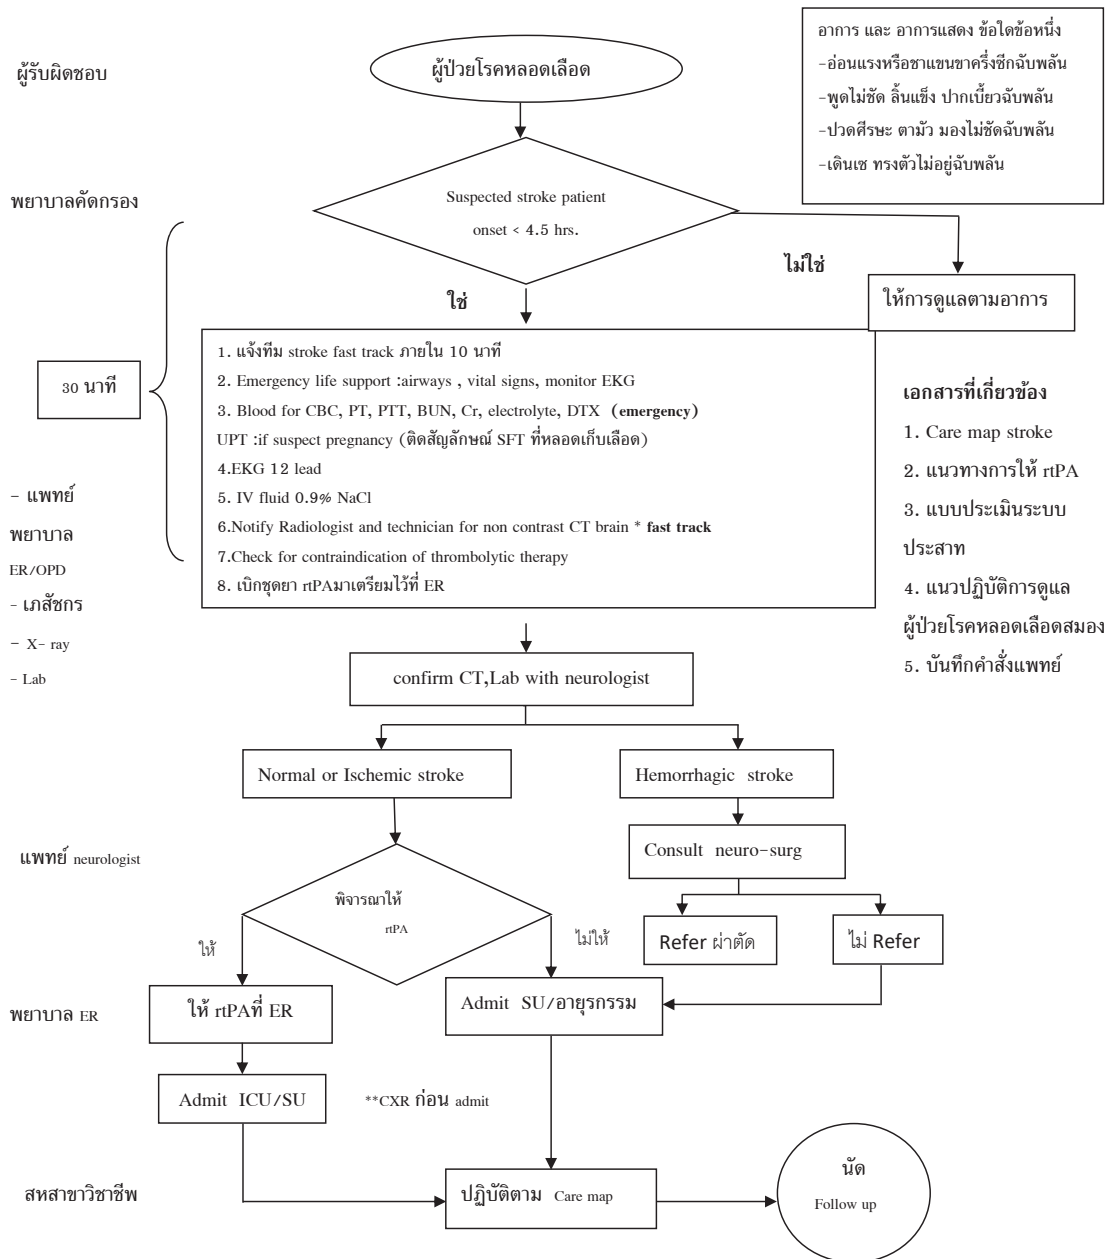 อาการ และ อาการแสดง ข้อใดข้อหนึ่ง
-อ่อนแรงหรือชาแขนขาครึ่งซีกฉับพลัน
-พูดไม่ชัด ลิ้นแข็ง ปากเบี้ยวฉับพลัน
-ปวดศีรษะ ตามัว มองไม่ชัดฉับพลัน
-เดินเซ ทรงตัวไม่อยู่ฉับพลัน
ผู้รับผิดชอบ
ผู้ป่วยโรคหลอดเลือด
พยาบาลคัดกรอง
Suspected stroke patient
onset < 4.5 hrs.
ไม่ใช่
ใช่
ให้การดูแลตามอาการ
30 นาที
1. แจ้งทีม stroke fast track ภายใน 10 นาที
2. Emergency life support :airways , vital signs, monitor EKG
3. Blood for CBC, PT, PTT, BUN, Cr, electrolyte, DTX (emergency)
UPT :if suspect pregnancy (ติดสัญลักษณ์ SFT ที่หลอดเก็บเลือด)
4.EKG 12 lead
5. IV fluid 0.9% NaCl
6.Notify Radiologist and technician for non contrast CT brain * fast track
7.Check for contraindication of thrombolytic therapy
8. เบิกชุดยา rtPAมาเตรียมไว้ที่ ER
เอกสารที่เกี่ยวข้อง
1. Care map stroke
2. แนวทางการให้ rtPA
3. แบบประเมินระบบ
ประสาท
4. แนวปฏิบัติการดูแล
ผู้ป่วยโรคหลอดเลือดสมอง
5. บันทึกคำสั่งแพทย์
- แพทย์
พยาบาล
ER/OPD
- เภสัชกร
- X- ray
- Lab
confirm CT,Lab with neurologist
Normal or Ischemic stroke
Hemorrhagic stroke
แพทย์ neurologist
Consult neuro-surg
พิจารณาให้
rtPA
ให้
ไม่ให้
Refer ผ่าตัด
ไม่ Refer
พยาบาล ER
ให้ rtPAที่ ER
Admit SU/อายุรกรรม
Admit ICU/SU
**CXR ก่อน admit
สหสาขาวิชาชีพ
ปฏิบัติตาม Care map
นัด
Follow up